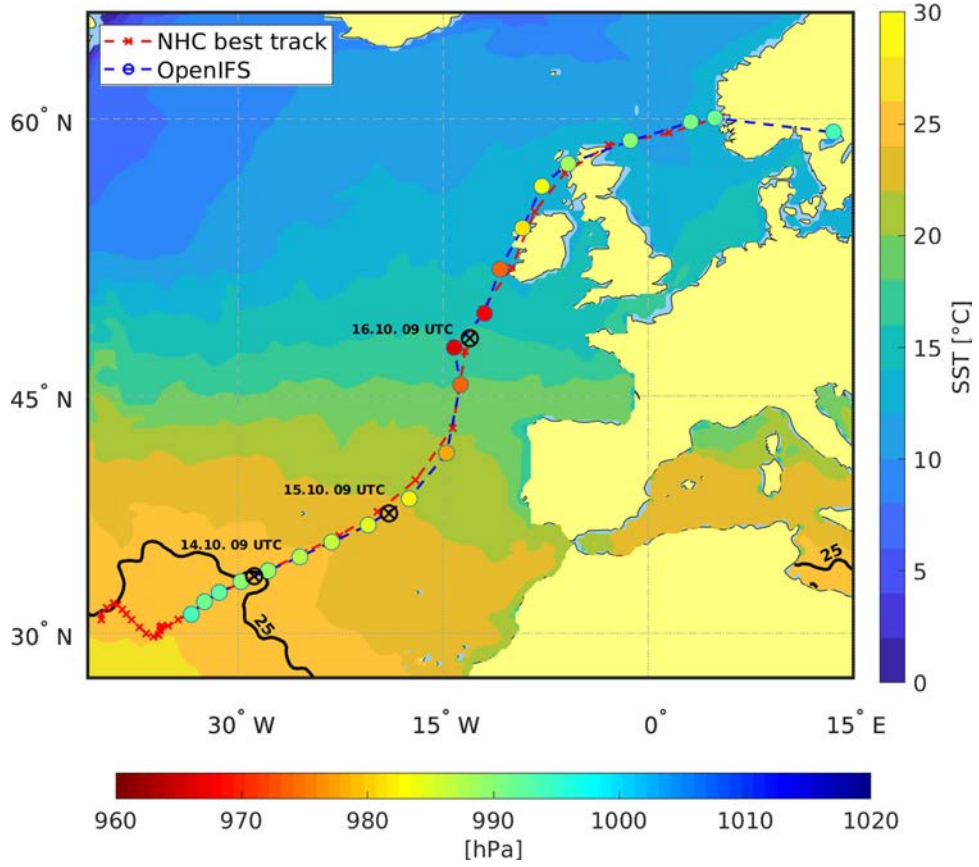 NHC best track
OpenIFS
60° N
45° N
30° N
16.10. 09 UTC
15.10. 09 UTC
14.10. 09 UTC
25
25
30° W
15° W
0°
15° E
30
25
20
15
10
5
0
SST [°C]
960 970 980 990 1000 1010 1020
[hPa]